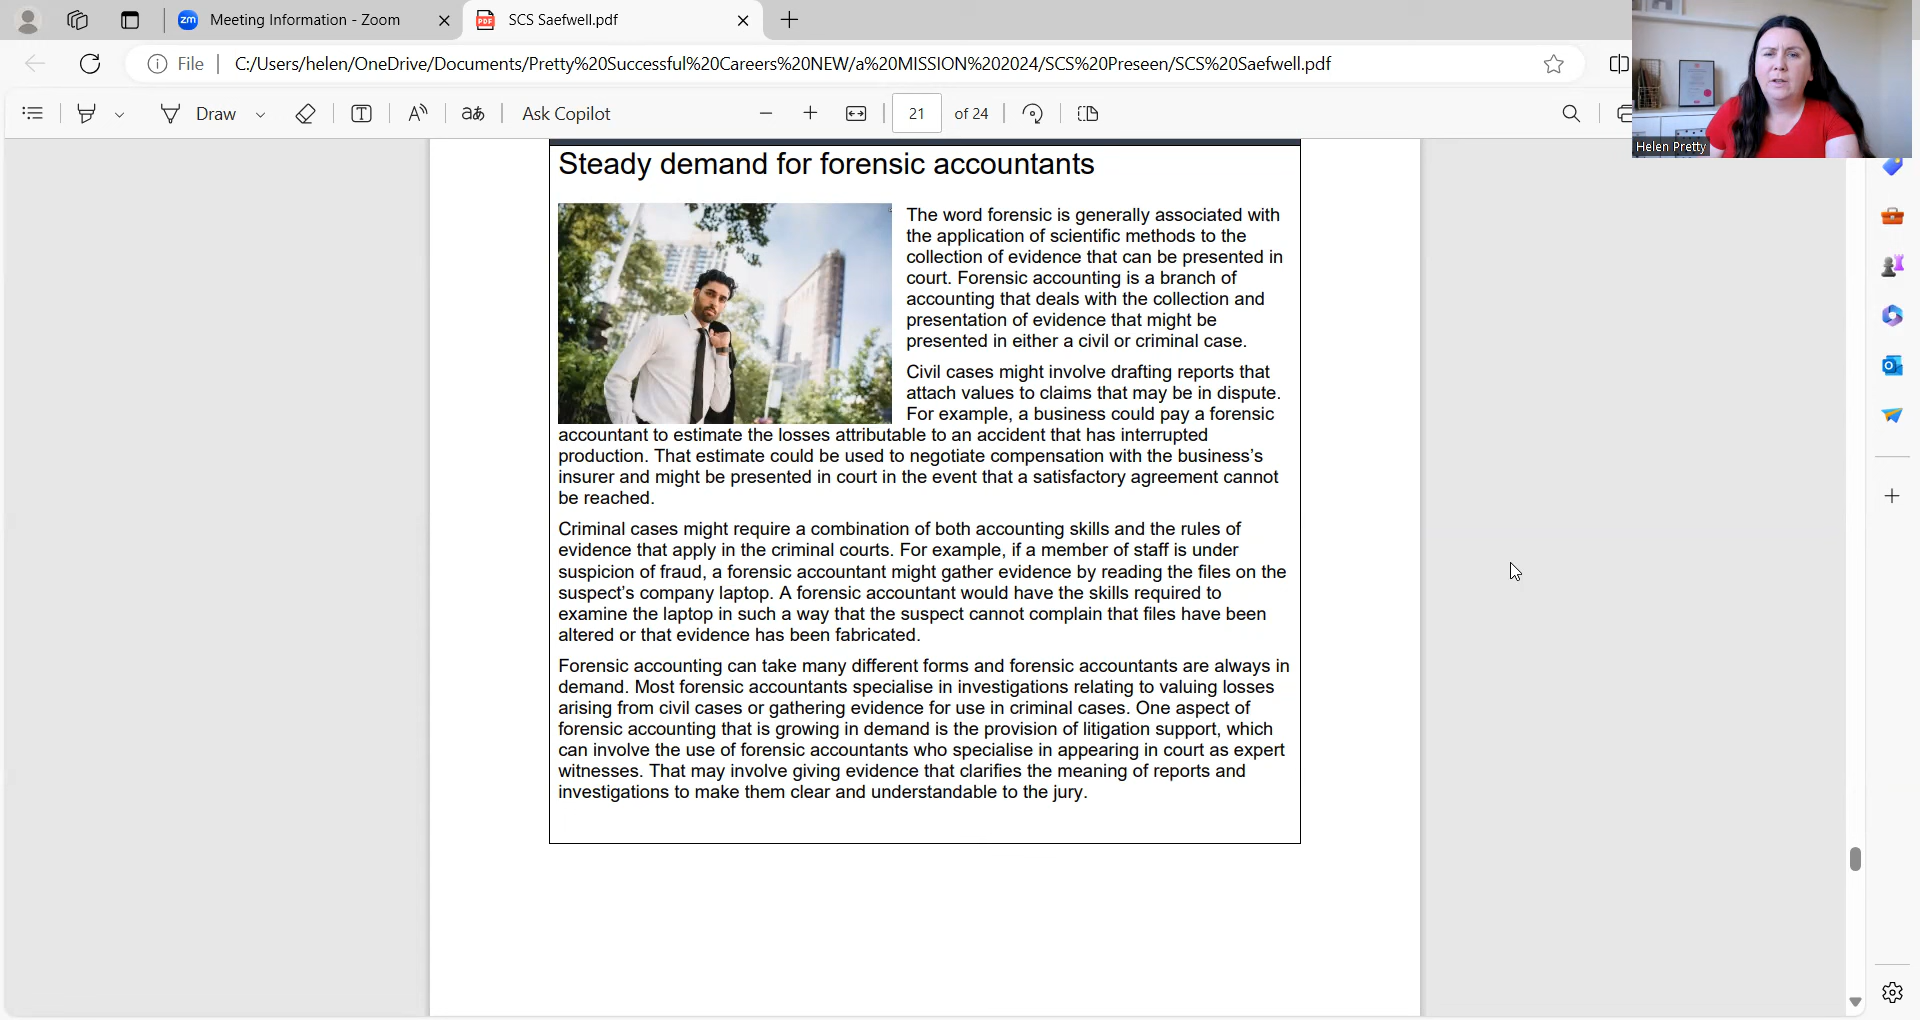 Meeting Information - Zoom
SCS Saefwell.pdf
File
C:/Users/helen/OneDrive/Documents/Pretty%20Successful%20Careers%20NEW/a%20MISSION%202024/SCS%20Preseen/SCS%20Saefwell.pdf
Draw
Ask Copilot
21 of 24
Helen Pretty
Steady demand for forensic accountants
The word forensic is generally associated with
the application of scientific methods to the
collection of evidence that can be presented in
court. Forensic accounting is a branch of
accounting that deals with the collection and
presentation of evidence that might be
presented in either a civil or criminal case.
Civil cases might involve drafting reports that
attach values to claims that may be in dispute.
For example, a business could pay a forensic
accountant to estimate the losses attributable to an accident that has interrupted
production. That estimate could be used to negotiate compensation with the business's
insurer and might be presented in court in the event that a satisfactory agreement cannot
be reached.
Criminal cases might require a combination of both accounting skills and the rules of
evidence that apply in the criminal courts. For example, if a member of staff is under
suspicion of fraud, a forensic accountant might gather evidence by reading the files on the
suspect's company laptop. A forensic accountant would have the skills required to
examine the laptop in such a way that the suspect cannot complain that files have been
altered or that evidence has been fabricated.
Forensic accounting can take many different forms and forensic accountants are always in
demand. Most forensic accountants specialise in investigations relating to valuing losses
arising from civil cases or gathering evidence for use in criminal cases. One aspect of
forensic accounting that is growing in demand is the provision of litigation support, which
can involve the use of forensic accountants who specialise in appearing in court as expert
witnesses. That may involve giving evidence that clarifies the meaning of reports and
investigations to make them clear and understandable to the jury.